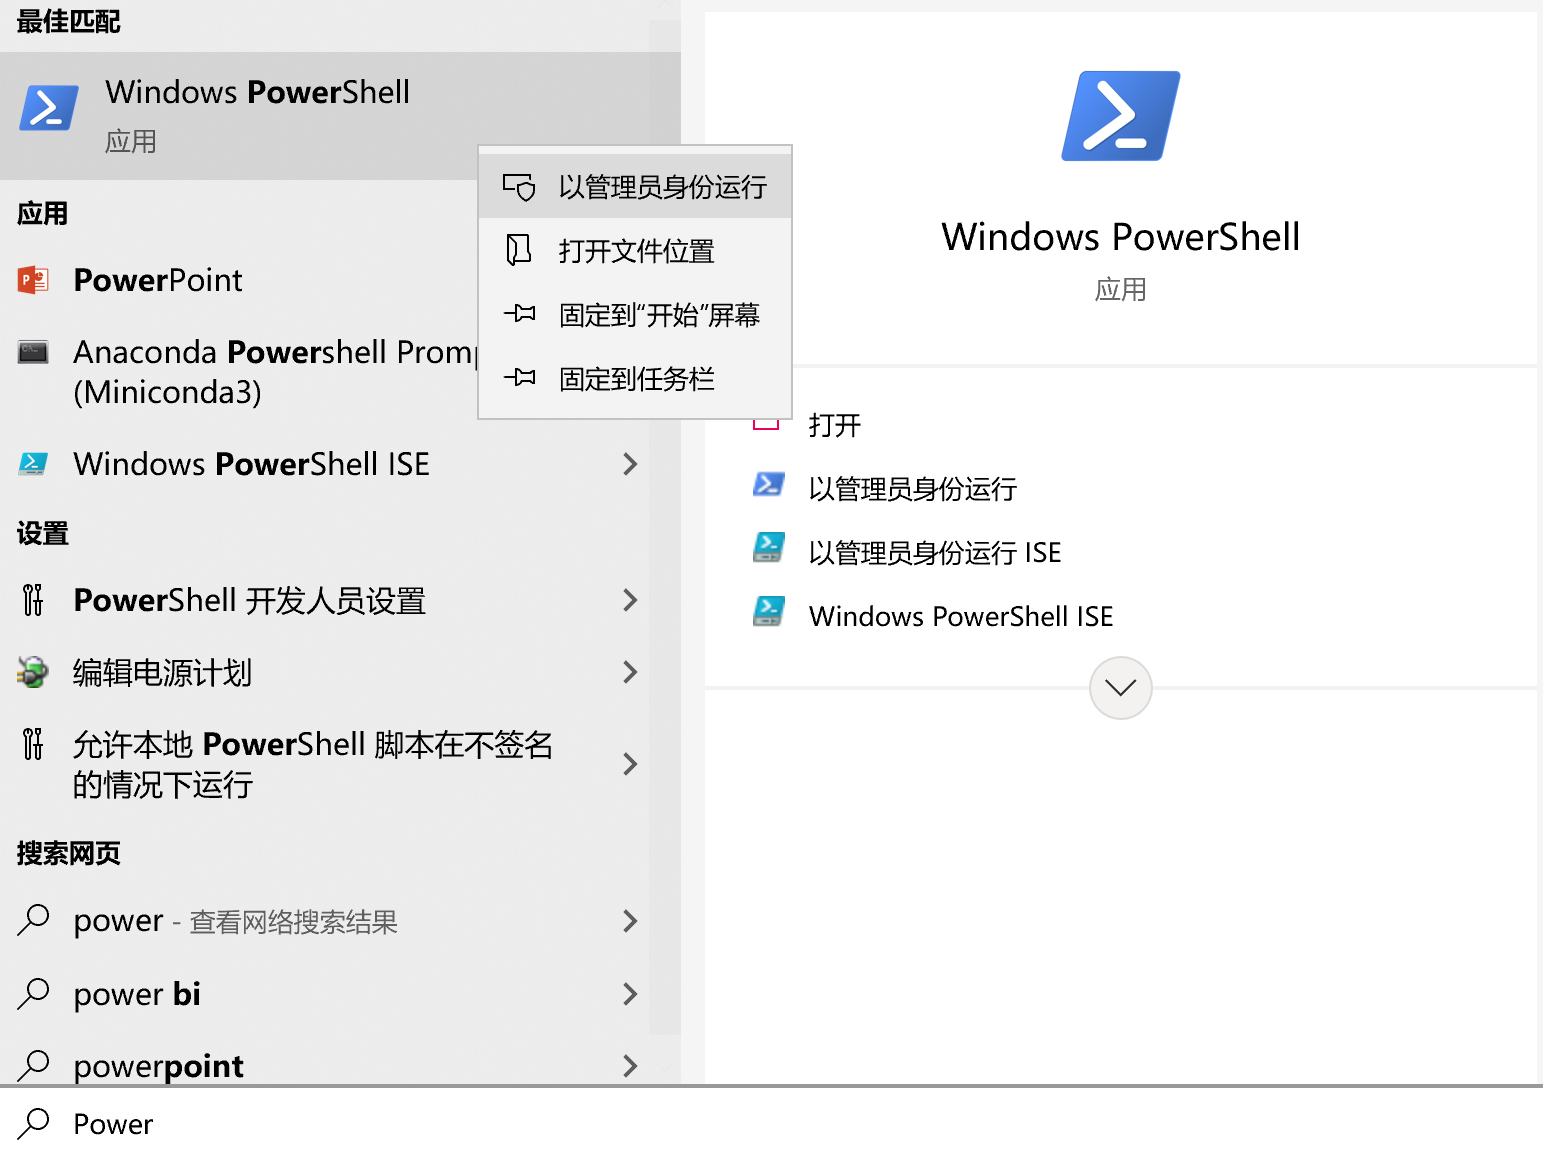 最佳匹配
Windows PowerShell
应用
应用
PowerPoint
Anaconda Powershell Prom
(Miniconda3)
Windows PowerShell ISE
设置
PowerShell 开发人员设置
编辑电源计划
允许本地 PowerShell 脚本在不签名
的情况下运行
搜索网页
power - 查看网络搜索结果
power bi
powerpoint
Power
以管理员身份运行
打开文件位置
固定到“开始”屏幕
固定到任务栏
Windows PowerShell
应用
打开
以管理员身份运行
以管理员身份运行 ISE
Windows PowerShell ISE